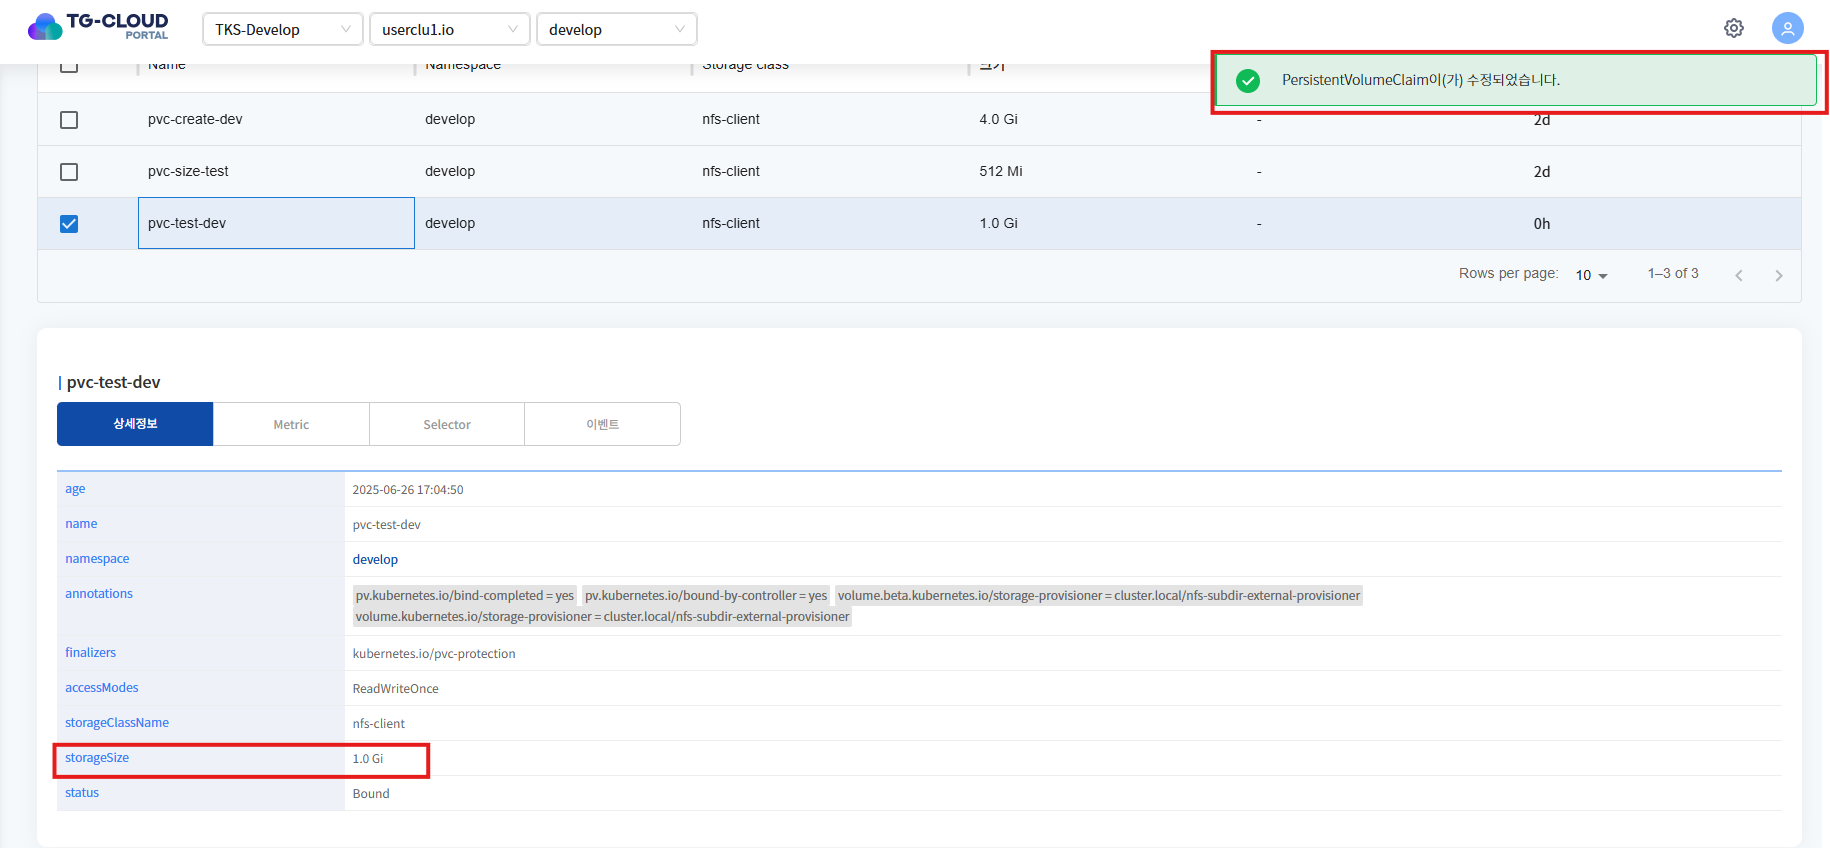 TG-CLOUD
PORTAL
TKS-Develop userclu1.io develop
Name Namespace Storage class 크기
PersistentVolumeClaim이(가) 수정되었습니다.
pvc-create-dev develop nfs-client 4.0 Gi - 2d
pvc-size-test develop nfs-client 512 Mi - 2d
pvc-test-dev develop nfs-client 1.0 Gi - 0h
Rows per page: 10 1–3 of 3
pvc-test-dev
상세정보 Metric Selector 이벤트
age 2025-06-26 17:04:50
name pvc-test-dev
namespace develop
annotations pv.kubernetes.io/bind-completed = yes pv.kubernetes.io/bound-by-controller = yes volume.beta.kubernetes.io/storage-provisioner = cluster.local/nfs-subdir-external-provisioner
volume.kubernetes.io/storage-provisioner = cluster.local/nfs-subdir-external-provisioner
finalizers kubernetes.io/pvc-protection
accessModes ReadWriteOnce
storageClassName nfs-client
storageSize 1.0 Gi
status Bound